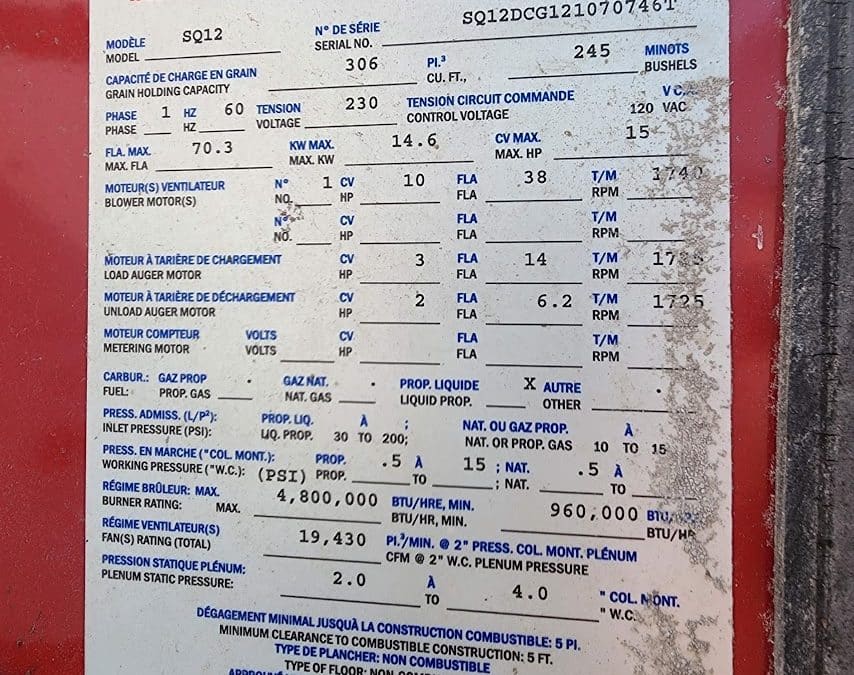 MODÈLE SQ12 N° DE SÉRIE SQ12DCG121070746T
MODEL SERIAL NO.
CAPACITÉ DE CHARGE EN GRAIN 306 PI.³ 245 MINOTS
GRAIN HOLDING CAPACITY CU. FT., BUSHELS
PHASE 1 HZ 60 TENSION 230 TENSION CIRCUIT COMMANDE
PHASE HZ VOLTAGE CONTROL VOLTAGE 120 VAC
FLA. MAX. 70.3 KW MAX. 14.6 CV MAX. 15
MAX. FLA MAX. KW MAX. HP
MOTEUR(S) VENTILATEUR N° 1 CV 10 FLA 38 T/M 1740
BLOWER MOTOR(S) NO. HP FLA RPM
N° CV FLA T/M
NO. HP FLA RPM
MOTEUR À TARIÈRE DE CHARGEMENT CV 3 FLA 14 T/M
LOAD AUGER MOTOR HP FLA RPM
MOTEUR À TARIÈRE DE DÉCHARGEMENT CV 2 FLA 6.2 T/M 1725
UNLOAD AUGER MOTOR HP FLA RPM
MOTEUR COMPTEUR VOLTS CV FLA T/M
METERING MOTOR VOLTS HP FLA RPM
CARBUR.: GAZ PROP . GAZ NAT. . PROP. LIQUIDE X AUTRE .
FUEL: PROP. GAS NAT. GAS LIQUID PROP. OTHER
PRESS. ADMISS. (L/P²): PROP. LIQ. À ; NAT. OU GAZ PROP. À
INLET PRESSURE (PSI): LIQ. PROP. 30 TO 200; NAT. OR PROP. GAS 10 TO 15
PRESS. EN MARCHE ("COL. MONT.): PROP. .5 À 15 ; NAT. .5 À
WORKING PRESSURE ("W.C.): (PSI) PROP. TO ; NAT. TO
RÉGIME BRÛLEUR: MAX. 4,800,000 BTU/HRE, MIN. 960,000
BURNER RATING: MAX. BTU/HR, MIN. BTU/HR
RÉGIME VENTILATEUR(S) 19,430 PI.³/MIN. @ 2" PRESS. COL. MONT. PLÉNUM
FAN(S) RATING (TOTAL) CFM @ 2" W.C. PLENUM PRESSURE
PRESSION STATIQUE PLÉNUM: 2.0 À 4.0 " COL. MONT.
PLENUM STATIC PRESSURE: TO " W.C.
DÉGAGEMENT MINIMAL JUSQUÀ LA CONSTRUCTION COMBUSTIBLE: 5 PI.
MINIMUM CLEARANCE TO COMBUSTIBLE CONSTRUCTION: 5 FT.
TYPE DE PLANCHER: NON COMBUSTIBLE
TYPE OF FLOOR: